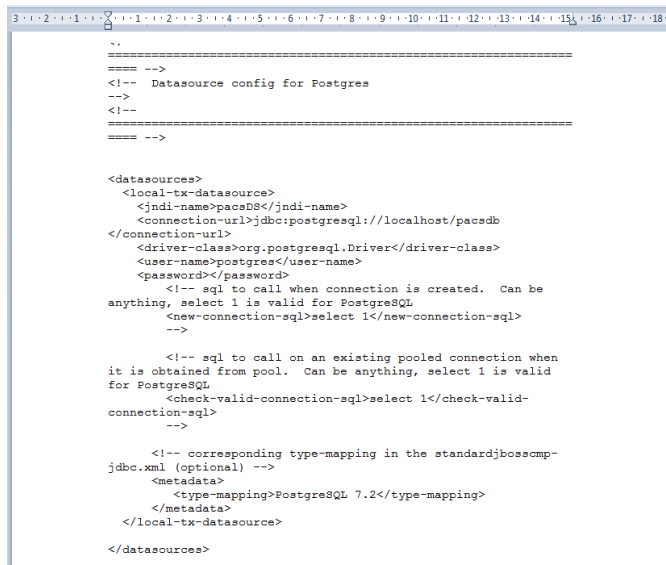 3 · 2 · 1 · 1 · 2 · 3 · 4 · 5 · 6 · 7 · 8 · 9 · 10 · 11 · 12 · 13 · 14 · 15 · 16 · 17 · 18
================================================================
==== -->
<!--  Datasource config for Postgres
-->
<!--
================================================================
==== -->
<datasources>
<local-tx-datasource>
<jndi-name>pacsDS</jndi-name>
<connection-url>jdbc:postgresql://localhost/pacsdb
</connection-url>
<driver-class>org.postgresql.Driver</driver-class>
<user-name>postgres</user-name>
<password></password>
<!-- sql to call when connection is created.  Can be
anything, select 1 is valid for PostgreSQL
<new-connection-sql>select 1</new-connection-sql>
-->
<!-- sql to call on an existing pooled connection when
it is obtained from pool.  Can be anything, select 1 is valid
for PostgreSQL
<check-valid-connection-sql>select 1</check-valid-
connection-sql>
-->
<!-- corresponding type-mapping in the standardjbosscmp-
jdbc.xml (optional) -->
<metadata>
<type-mapping>PostgreSQL 7.2</type-mapping>
</metadata>
</local-tx-datasource>
</datasources>